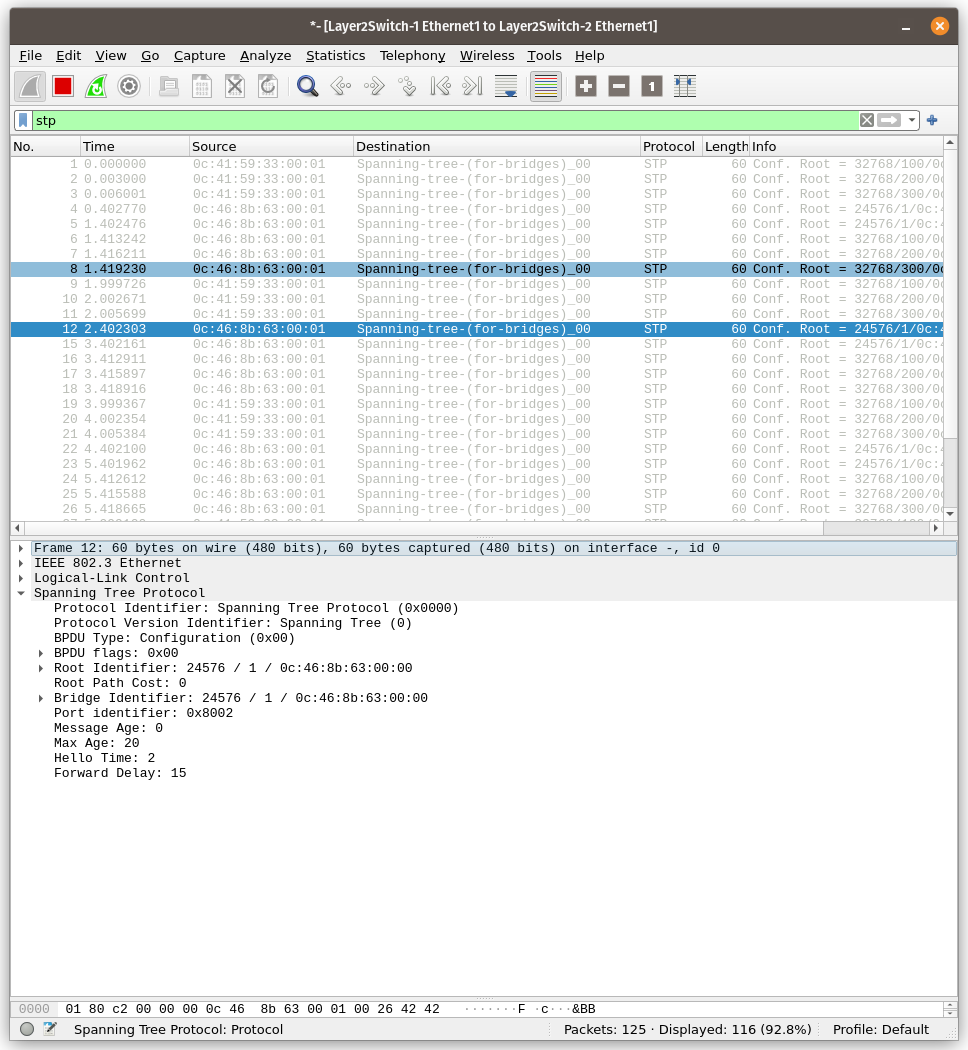 *- [Layer2Switch-1 Ethernet1 to Layer2Switch-2 Ethernet1]
File Edit View Go Capture Analyze Statistics Telephony Wireless Tools Help
1
stp
No. Time Source Destination Protocol Length Info
1 0.000000 0c:41:59:33:00:01 Spanning-tree-(for-bridges)_00 STP 60 Conf. Root = 32768/100/0c
2 0.003000 0c:41:59:33:00:01 Spanning-tree-(for-bridges)_00 STP 60 Conf. Root = 32768/200/0c
3 0.006001 0c:41:59:33:00:01 Spanning-tree-(for-bridges)_00 STP 60 Conf. Root = 32768/300/0c
4 0.402770 0c:46:8b:63:00:01 Spanning-tree-(for-bridges)_00 STP 60 Conf. Root = 24576/1/0c:4
5 1.402476 0c:46:8b:63:00:01 Spanning-tree-(for-bridges)_00 STP 60 Conf. Root = 24576/1/0c:4
6 1.413242 0c:46:8b:63:00:01 Spanning-tree-(for-bridges)_00 STP 60 Conf. Root = 32768/100/0c
7 1.416211 0c:46:8b:63:00:01 Spanning-tree-(for-bridges)_00 STP 60 Conf. Root = 32768/200/0c
8 1.419230 0c:46:8b:63:00:01 Spanning-tree-(for-bridges)_00 STP 60 Conf. Root = 32768/300/0c
9 1.999726 0c:41:59:33:00:01 Spanning-tree-(for-bridges)_00 STP 60 Conf. Root = 32768/100/0c
10 2.002671 0c:41:59:33:00:01 Spanning-tree-(for-bridges)_00 STP 60 Conf. Root = 32768/200/0c
11 2.005699 0c:41:59:33:00:01 Spanning-tree-(for-bridges)_00 STP 60 Conf. Root = 32768/300/0c
12 2.402303 0c:46:8b:63:00:01 Spanning-tree-(for-bridges)_00 STP 60 Conf. Root = 24576/1/0c:4
15 3.402161 0c:46:8b:63:00:01 Spanning-tree-(for-bridges)_00 STP 60 Conf. Root = 24576/1/0c:4
16 3.412911 0c:46:8b:63:00:01 Spanning-tree-(for-bridges)_00 STP 60 Conf. Root = 32768/100/0c
17 3.415897 0c:46:8b:63:00:01 Spanning-tree-(for-bridges)_00 STP 60 Conf. Root = 32768/200/0c
18 3.418916 0c:46:8b:63:00:01 Spanning-tree-(for-bridges)_00 STP 60 Conf. Root = 32768/300/0c
19 3.999367 0c:41:59:33:00:01 Spanning-tree-(for-bridges)_00 STP 60 Conf. Root = 32768/100/0c
20 4.002354 0c:41:59:33:00:01 Spanning-tree-(for-bridges)_00 STP 60 Conf. Root = 32768/200/0c
21 4.005384 0c:41:59:33:00:01 Spanning-tree-(for-bridges)_00 STP 60 Conf. Root = 32768/300/0c
22 4.402100 0c:46:8b:63:00:01 Spanning-tree-(for-bridges)_00 STP 60 Conf. Root = 24576/1/0c:4
23 5.401962 0c:46:8b:63:00:01 Spanning-tree-(for-bridges)_00 STP 60 Conf. Root = 24576/1/0c:4
24 5.412612 0c:46:8b:63:00:01 Spanning-tree-(for-bridges)_00 STP 60 Conf. Root = 32768/100/0c
25 5.415588 0c:46:8b:63:00:01 Spanning-tree-(for-bridges)_00 STP 60 Conf. Root = 32768/200/0c
26 5.418665 0c:46:8b:63:00:01 Spanning-tree-(for-bridges)_00 STP 60 Conf. Root = 32768/300/0c
Frame 12: 60 bytes on wire (480 bits), 60 bytes captured (480 bits) on interface -, id 0
IEEE 802.3 Ethernet
Logical-Link Control
Spanning Tree Protocol
Protocol Identifier: Spanning Tree Protocol (0x0000)
Protocol Version Identifier: Spanning Tree (0)
BPDU Type: Configuration (0x00)
BPDU flags: 0x00
Root Identifier: 24576 / 1 / 0c:46:8b:63:00:00
Root Path Cost: 0
Bridge Identifier: 24576 / 1 / 0c:46:8b:63:00:00
Port identifier: 0x8002
Message Age: 0
Max Age: 20
Hello Time: 2
Forward Delay: 15
0000 01 80 c2 00 00 00 0c 46 8b 63 00 01 00 26 42 42 ·······F ·c···&BB
Spanning Tree Protocol: Protocol Packets: 125 · Displayed: 116 (92.8%) Profile: Default